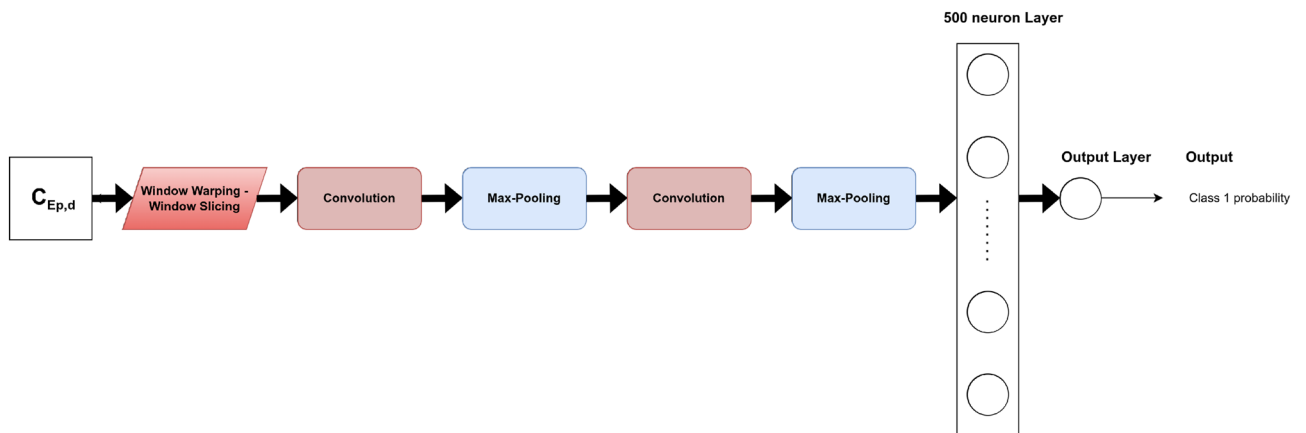 500 neuron Layer
Output Layer
Output
C_Ep,d
Window Warping -
Window Slicing
Convolution
Max-Pooling
Convolution
Max-Pooling
Class 1 probability